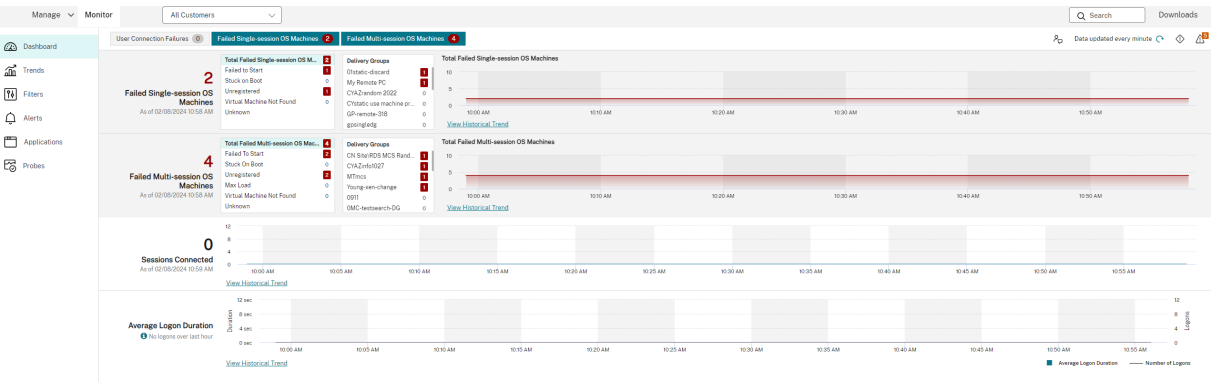 Manage Monitor All Customers Search Downloads
Dashboard
Trends
Filters
Alerts
Applications
Probes
User Connection Failures 0 Failed Single-session OS Machines 2 Failed Multi-session OS Machines 4 Data updated every minute 5
2
Failed Single-session OS
Machines
As of 02/08/2024 10:58 AM
Total Failed Single-session OS M... 2
Failed to Start 1
Stuck on Boot 0
Unregistered 1
Virtual Machine Not Found 0
Unknown
Delivery Groups
01static-discard 1
My Remote PC 1
CYAZrandom 2022 0
CYstatic use machine pr... 0
GP-remote-318 0
gpsingledg 0
Total Failed Single-session OS Machines
10
5
0
10:00 AM 10:10 AM 10:20 AM 10:30 AM 10:40 AM 10:50 AM
View Historical Trend
4
Failed Multi-session OS
Machines
As of 02/08/2024 10:58 AM
Total Failed Multi-session OS Mac... 4
Failed To Start 2
Stuck On Boot 0
Unregistered 2
Max Load 0
Virtual Machine Not Found 0
Unknown
Delivery Groups
CN Site\RDS MCS Rand... 1
CYAZinfo1027 1
MTmcs 1
Young-xen-change 1
0911 0
0MC-testsearch-DG 0
Total Failed Multi-session OS Machines
10
5
0
10:00 AM 10:10 AM 10:20 AM 10:30 AM 10:40 AM 10:50 AM
View Historical Trend
0
Sessions Connected
As of 02/08/2024 10:59 AM
12
8
4
0
10:00 AM 10:05 AM 10:10 AM 10:15 AM 10:20 AM 10:25 AM 10:30 AM 10:35 AM 10:40 AM 10:45 AM 10:50 AM 10:55 AM
View Historical Trend
Average Logon Duration
No logons over last hour
Duration
12 sec
8 sec
4 sec
0 sec
10:00 AM 10:05 AM 10:10 AM 10:15 AM 10:20 AM 10:25 AM 10:30 AM 10:35 AM 10:40 AM 10:45 AM 10:50 AM 10:55 AM
12
8
4
0
Logons
View Historical Trend
Average Logon Duration Number of Logons